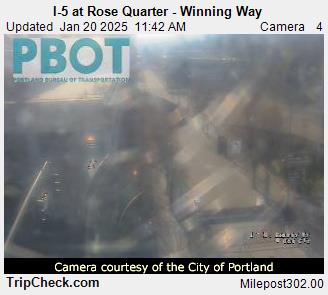 I-5 at Rose Quarter - Winning Way
Updated Jan 20 2025 11:42 AM Camera 4
PBOT
PORTLAND BUREAU OF TRANSPORTATION
Camera courtesy of the City of Portland
TripCheck.com Milepost302.00